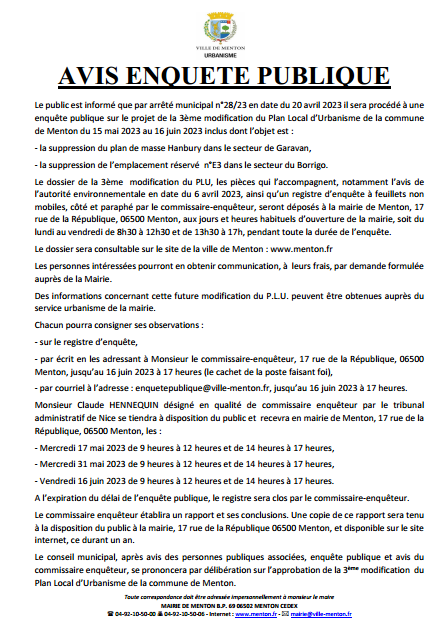 VILLE DE MENTON
URBANISME
AVIS ENQUETE PUBLIQUE
Le public est informé que par arrêté municipal n°28/23 en date du 20 avril 2023 il sera procédé à une
enquête publique sur le projet de la 3ème modification du Plan Local d'Urbanisme de la commune
de Menton du 15 mai 2023 au 16 juin 2023 inclus dont l'objet est :
- la suppression du plan de masse Hanbury dans le secteur de Garavan,
- la suppression de l'emplacement réservé n°E3 dans le secteur du Borrigo.
Le dossier de la 3ème modification du PLU, les pièces qui l'accompagnent, notamment l'avis de
l'autorité environnementale en date du 6 avril 2023, ainsi qu'un registre d'enquête à feuillets non
mobiles, côté et paraphé par le commissaire-enquêteur, seront déposés à la mairie de Menton, 17
rue de la République, 06500 Menton, aux jours et heures habituels d'ouverture de la mairie, soit du
lundi au vendredi de 8h30 à 12h30 et de 13h30 à 17h, pendant toute la durée de l'enquête.
Le dossier sera consultable sur le site de la ville de Menton : www.menton.fr
Les personnes intéressées pourront en obtenir communication, à leurs frais, par demande formulée
auprès de la Mairie.
Des informations concernant cette future modification du P.L.U. peuvent être obtenues auprès du
service urbanisme de la mairie.
Chacun pourra consigner ses observations :
- sur le registre d'enquête,
- par écrit en les adressant à Monsieur le commissaire-enquêteur, 17 rue de la République, 06500
Menton, jusqu'au 16 juin 2023 à 17 heures (le cachet de la poste faisant foi),
- par courriel à l'adresse : enquetepublique@ville-menton.fr, jusqu'au 16 juin 2023 à 17 heures.
Monsieur Claude HENNEQUIN désigné en qualité de commissaire enquêteur par le tribunal
administratif de Nice se tiendra à disposition du public et recevra en mairie de Menton, 17 rue de la
République, 06500 Menton, les :
- Mercredi 17 mai 2023 de 9 heures à 12 heures et de 14 heures à 17 heures,
- Mercredi 31 mai 2023 de 9 heures à 12 heures et de 14 heures à 17 heures,
- Vendredi 16 juin 2023 de 9 heures à 12 heures et de 14 heures à 17 heures.
A l'expiration du délai de l'enquête publique, le registre sera clos par le commissaire-enquêteur.
Le commissaire enquêteur établira un rapport et ses conclusions. Une copie de ce rapport sera tenu
à la disposition du public à la mairie, 17 rue de la République 06500 Menton, et disponible sur le site
internet, ce durant un an.
Le conseil municipal, après avis des personnes publiques associées, enquête publique et avis du
commissaire enquêteur, se prononcera par délibération sur l'approbation de la 3ème modification du
Plan Local d'Urbanisme de la commune de Menton.
Toute correspondance doit être adressée impersonnellement à monsieur le maire
MAIRIE DE MENTON B.P. 69 06502 MENTON CEDEX
☎ 04-92-10-50-00 🖷 04-92-10-50-06 - Internet : www.menton.fr - ✉ mairie@ville-menton.fr